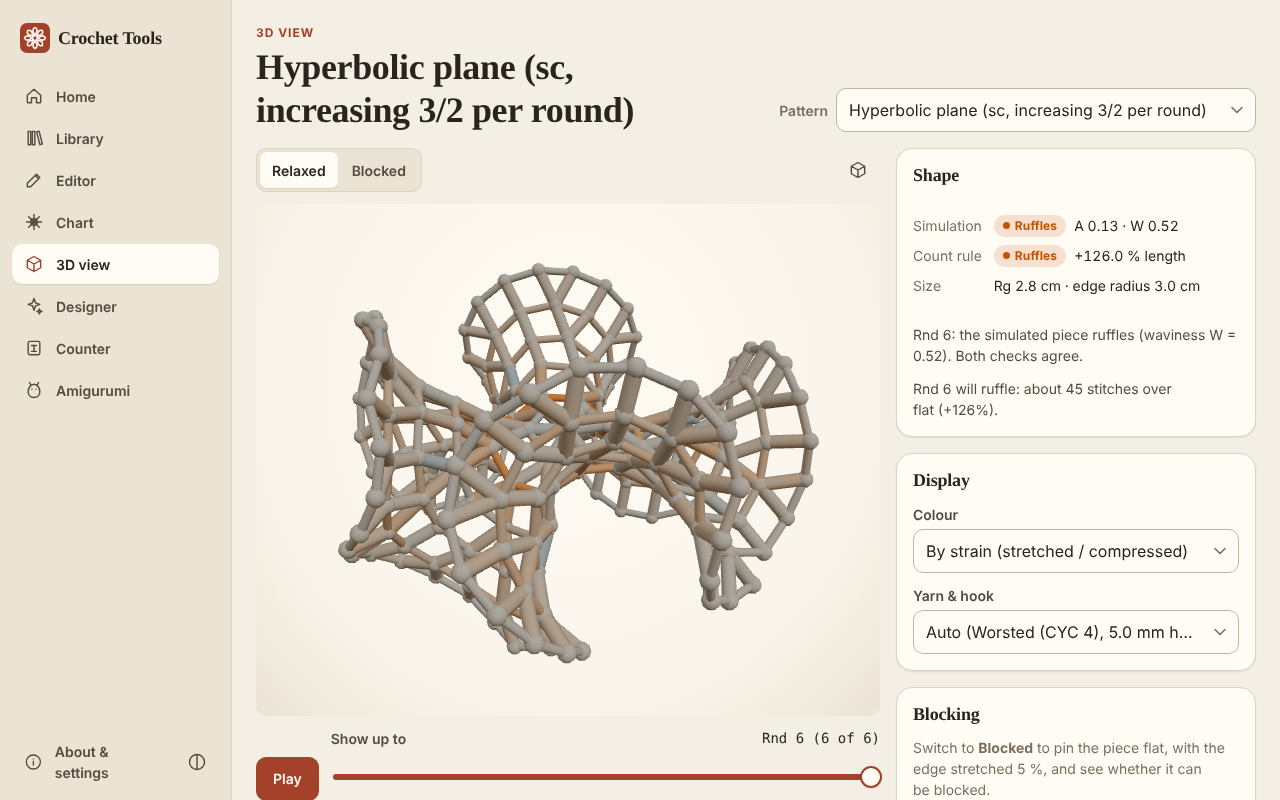 Crochet Tools
Home
Library
Editor
Chart
3D view
Designer
Counter
Amigurumi
About &
settings
3D VIEW
Hyperbolic plane (sc,
increasing 3/2 per round)
Pattern
Hyperbolic plane (sc, increasing 3/2 per round)
Relaxed
Blocked
Show up to
Rnd 6 (6 of 6)
Play
Shape
Simulation Ruffles A 0.13 · W 0.52
Count rule Ruffles +126.0 % length
Size Rg 2.8 cm · edge radius 3.0 cm
Rnd 6: the simulated piece ruffles (waviness W =
0.52). Both checks agree.
Rnd 6 will ruffle: about 45 stitches over
flat (+126%).
Display
Colour
By strain (stretched / compressed)
Yarn & hook
Auto (Worsted (CYC 4), 5.0 mm h...
Blocking
Switch to Blocked to pin the piece flat, with the
edge stretched 5 %, and see whether it can
be blocked.